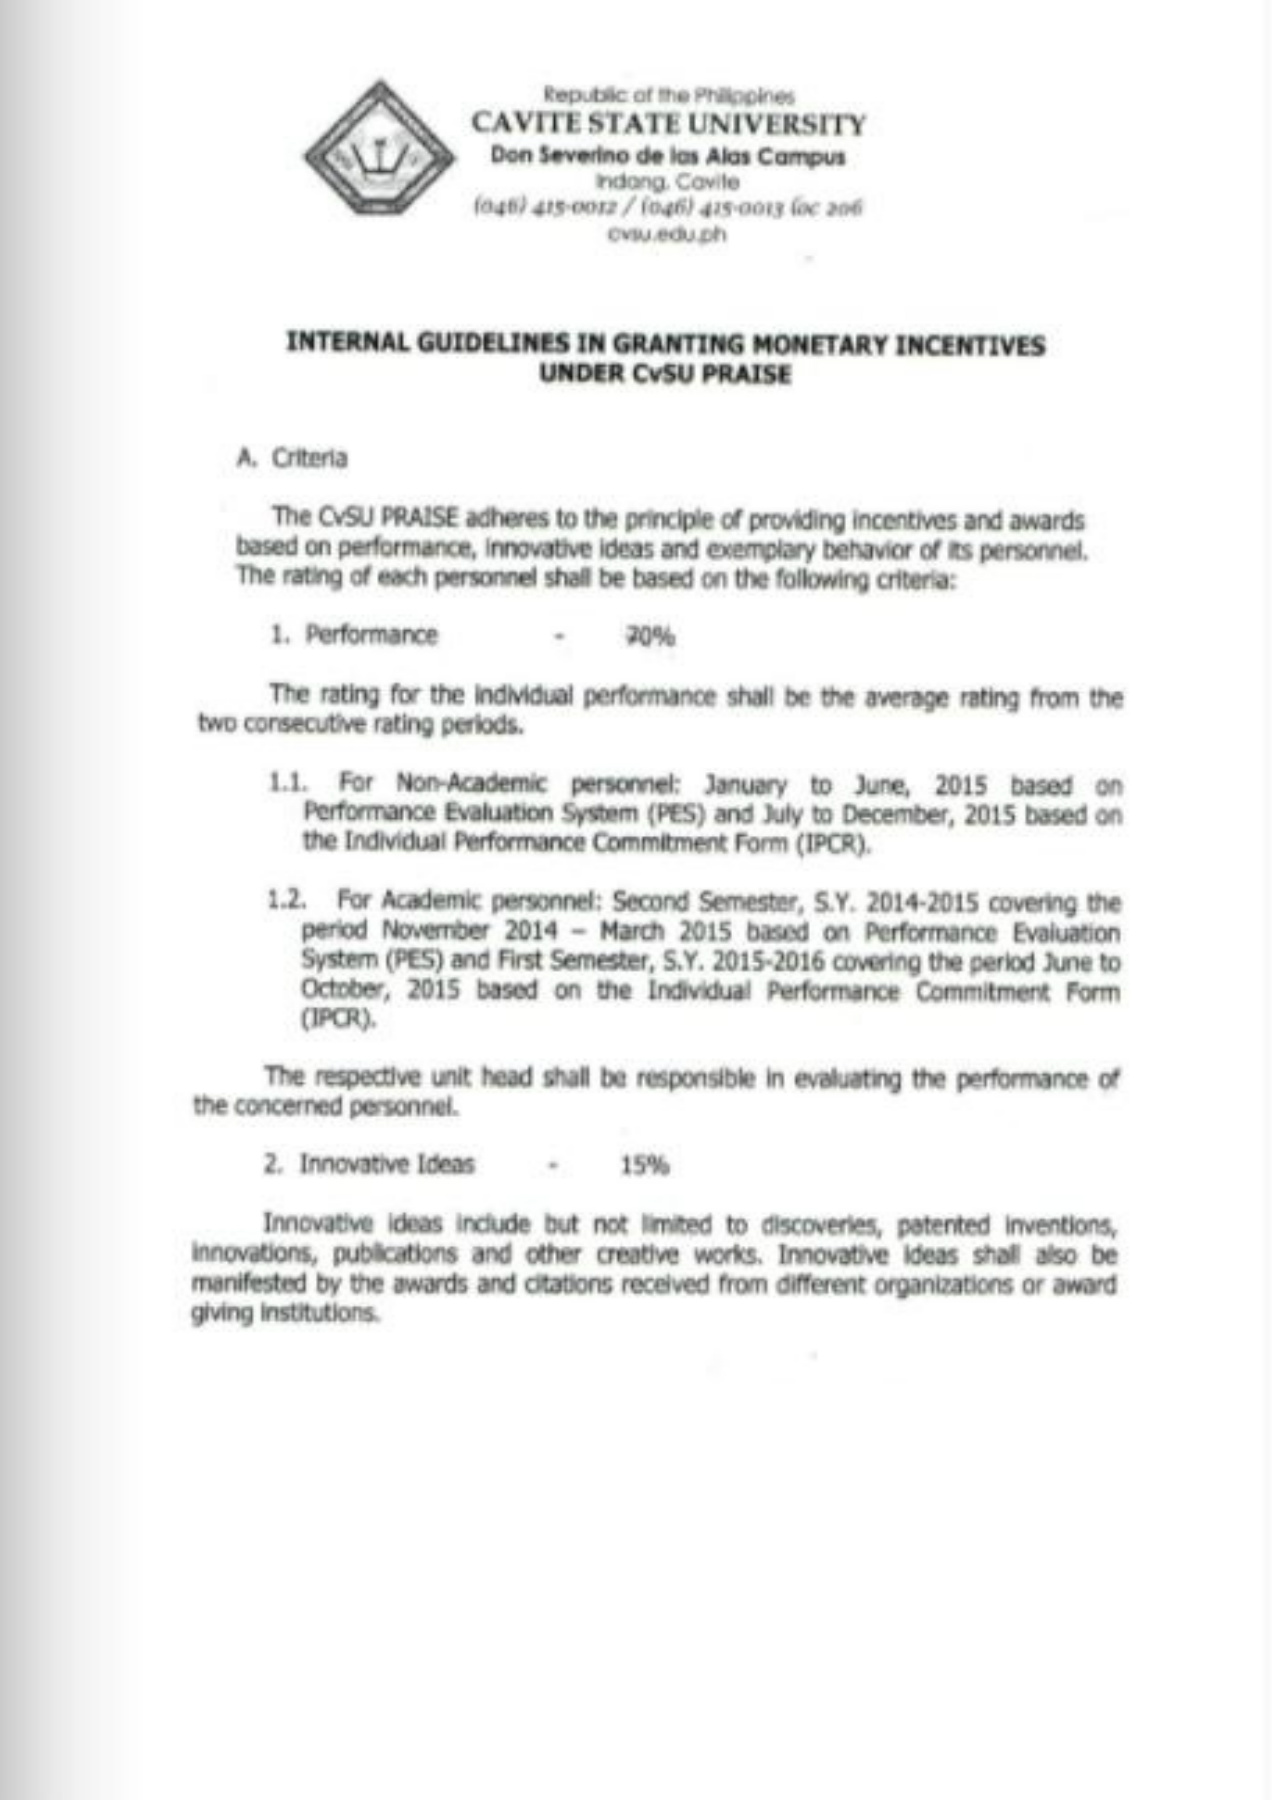 Republic of the Philippines
CAVITE STATE UNIVERSITY
Don Severino de las Alas Campus
Indang, Cavite
(046) 415-0012 / (046) 415-0013 loc 206
cvsu.edu.ph
INTERNAL GUIDELINES IN GRANTING MONETARY INCENTIVES
UNDER CvSU PRAISE
A. Criteria
The CvSU PRAISE adheres to the principle of providing incentives and awards
based on performance, innovative ideas and exemplary behavior of its personnel.
The rating of each personnel shall be based on the following criteria:
1. Performance - 70%
The rating for the individual performance shall be the average rating from the
two consecutive rating periods.
1.1. For Non-Academic personnel: January to June, 2015 based on
Performance Evaluation System (PES) and July to December, 2015 based on
the Individual Performance Commitment Form (IPCR).
1.2. For Academic personnel: Second Semester, S.Y. 2014-2015 covering the
period November 2014 – March 2015 based on Performance Evaluation
System (PES) and First Semester, S.Y. 2015-2016 covering the period June to
October, 2015 based on the Individual Performance Commitment Form
(IPCR).
The respective unit head shall be responsible in evaluating the performance of
the concerned personnel.
2. Innovative Ideas - 15%
Innovative ideas include but not limited to discoveries, patented inventions,
innovations, publications and other creative works. Innovative ideas shall also be
manifested by the awards and citations received from different organizations or award
giving institutions.